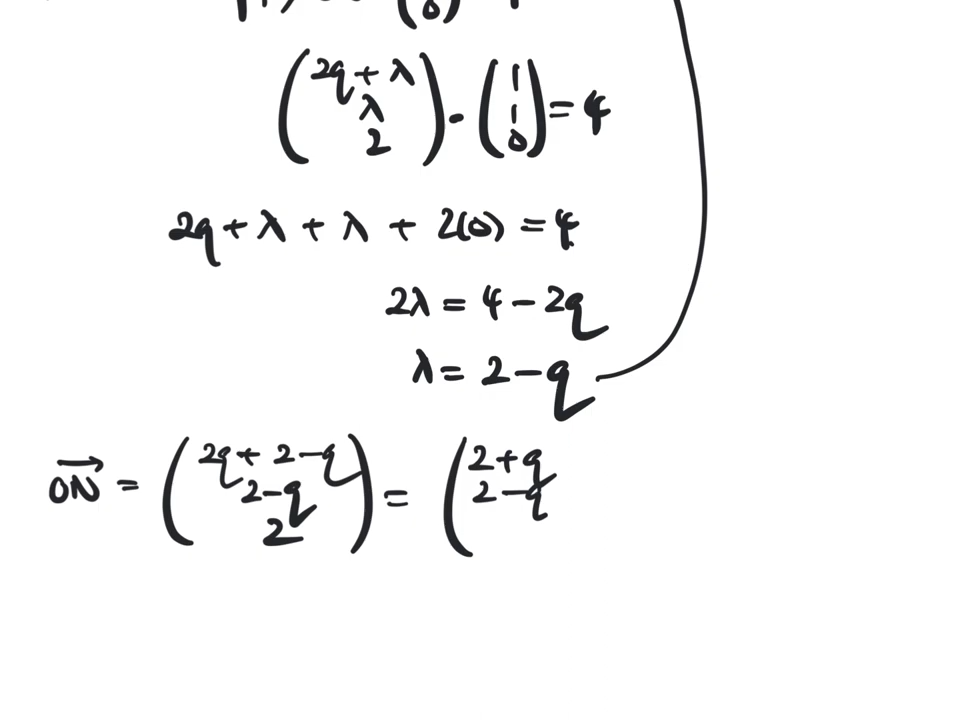 (2q + λ
λ
2) · (1
1
0) = 4
2q + λ + λ + 2(0) = 4
2λ = 4 − 2q
λ = 2 − q
ON = (2q + 2 − q
2 − q
2) = (2 + q
2 − q